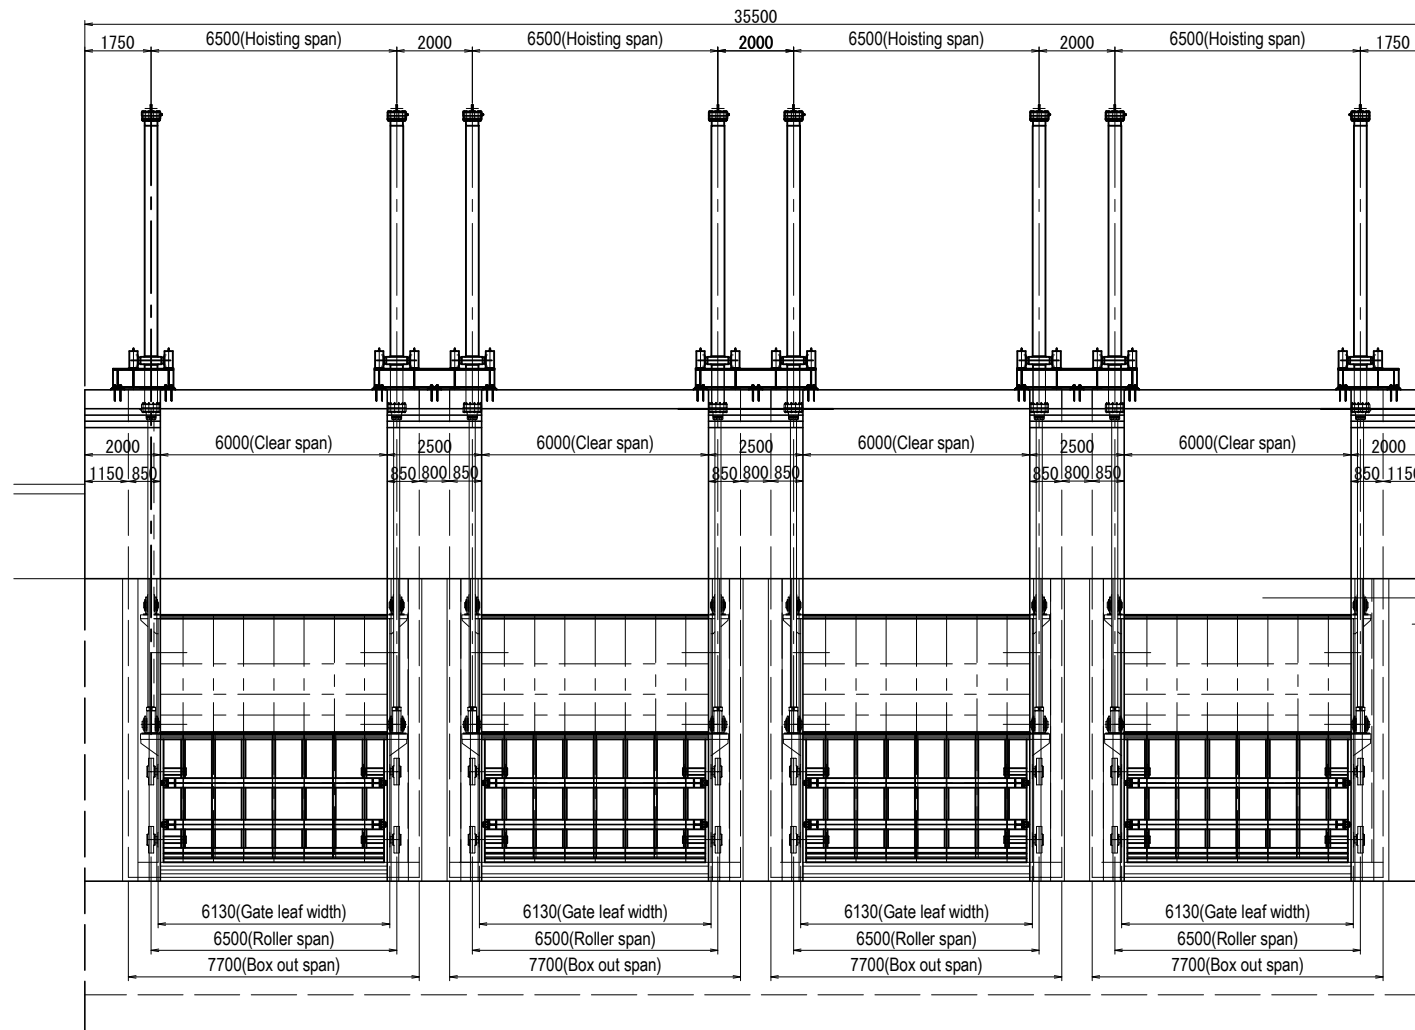 35500
1750 6500(Hoisting span) 2000 6500(Hoisting span) 2000 6500(Hoisting span) 2000 6500(Hoisting span) 1750
2000 6000(Clear span) 2500 6000(Clear span) 2500 6000(Clear span) 2500 6000(Clear span) 2000
1150 850 850 800 850 850 800 850 850 800 850 850 1150
6130(Gate leaf width) 6130(Gate leaf width) 6130(Gate leaf width) 6130(Gate leaf width)
6500(Roller span) 6500(Roller span) 6500(Roller span) 6500(Roller span)
7700(Box out span) 7700(Box out span) 7700(Box out span) 7700(Box out span)